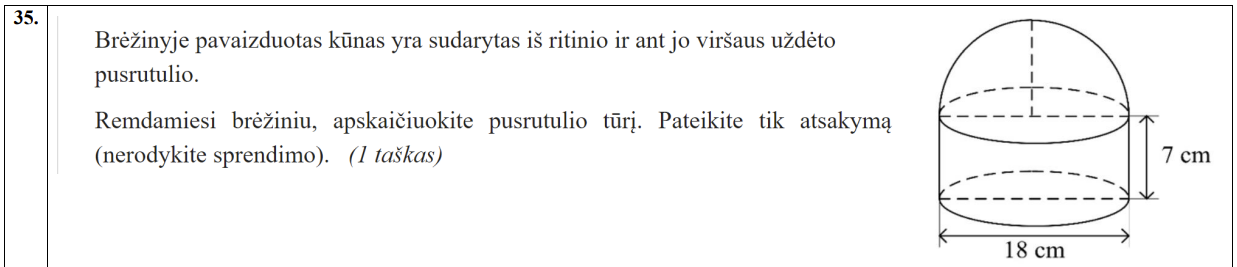 35.
Brėžinyje pavaizduotas kūnas yra sudarytas iš ritinio ir ant jo viršaus uždėto
pusrutulio.
Remdamiesi brėžiniu, apskaičiuokite pusrutulio tūrį. Pateikite tik atsakymą
(nerodykite sprendimo). (1 taškas)
7 cm
18 cm